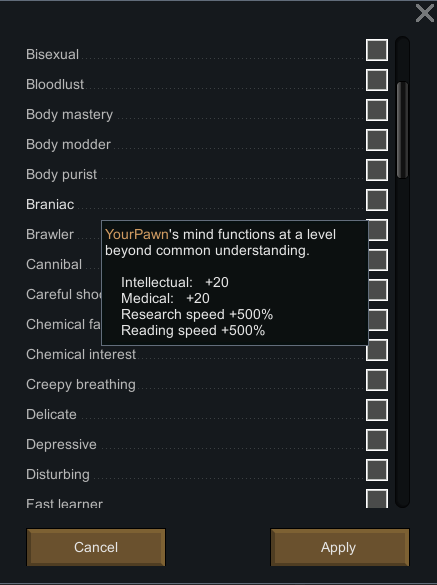 Bisexual
Bloodlust
Body mastery
Body modder
Body purist
Braniac
Brawler
YourPawn's mind functions at a level
beyond common understanding.
Cannibal
Intellectual: +20
Careful shoo
Medical: +20
Research speed +500%
Chemical fa
Reading speed +500%
Chemical interest
Creepy breathing
Delicate
Depressive
Disturbing
Fast learner
Cancel
Apply